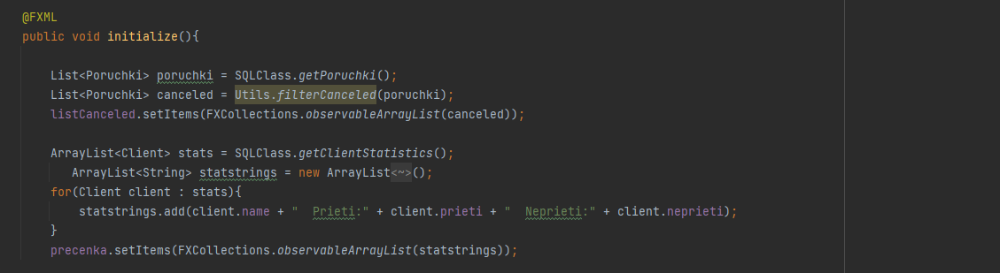 @FXML
public void initialize(){
List<Poruchki> poruchki = SQLClass.getPoruchki();
List<Poruchki> canceled = Utils.filterCanceled(poruchki);
listCanceled.setItems(FXCollections.observableArrayList(canceled));
ArrayList<Client> stats = SQLClass.getClientStatistics();
ArrayList<String> statstrings = new ArrayList<~>();
for(Client client : stats){
statstrings.add(client.name + "  Prieti:" + client.prieti + "  Neprieti:" + client.neprieti);
}
precenka.setItems(FXCollections.observableArrayList(statstrings));